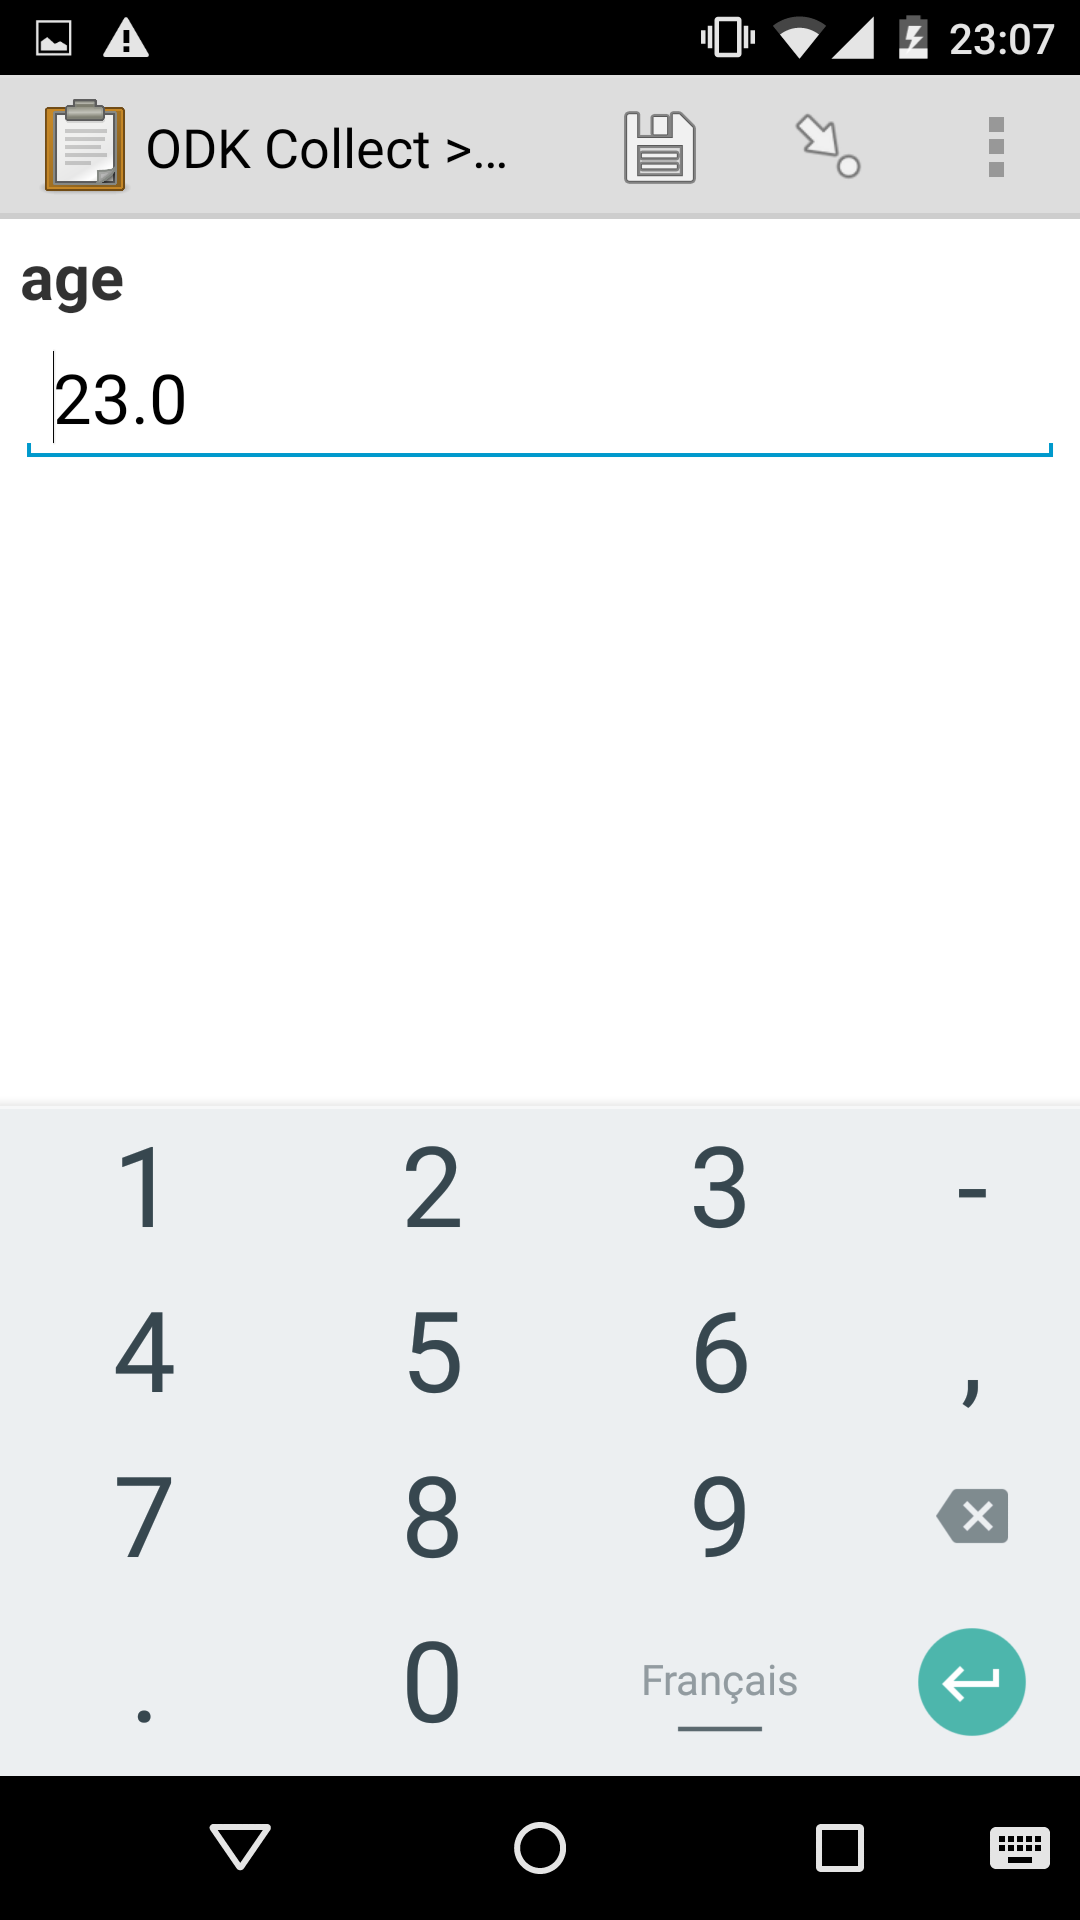 23:07
ODK Collect >...
age
23.0
1 2 3 -
4 5 6 ,
7 8 9
. 0 Français